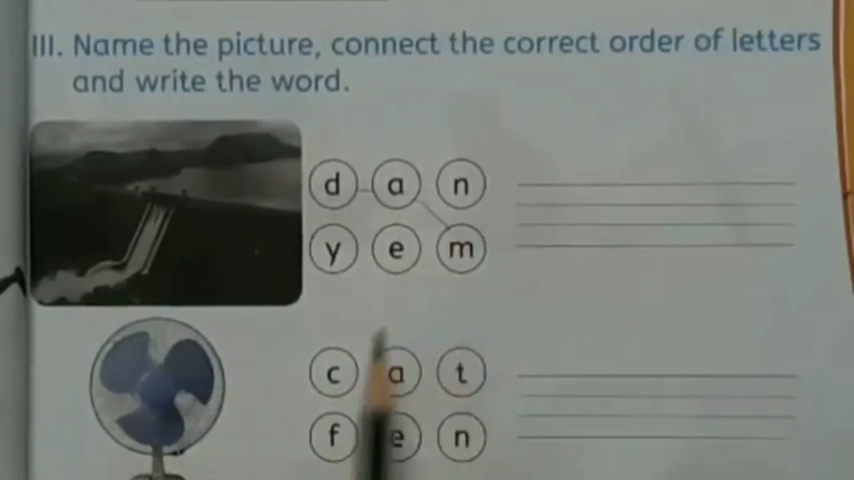 III. Name the picture, connect the correct order of letters
and write the word.
d a n
y e m
c a t
f e n